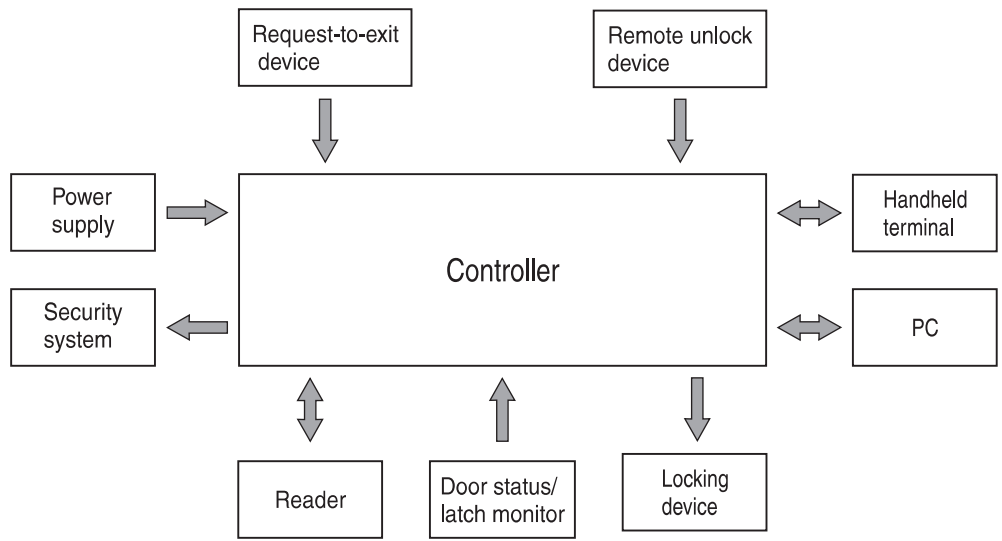 Request-to-exit
device
Remote unlock
device
Power
supply
Controller
Handheld
terminal
Security
system
PC
Reader
Door status/
latch monitor
Locking
device